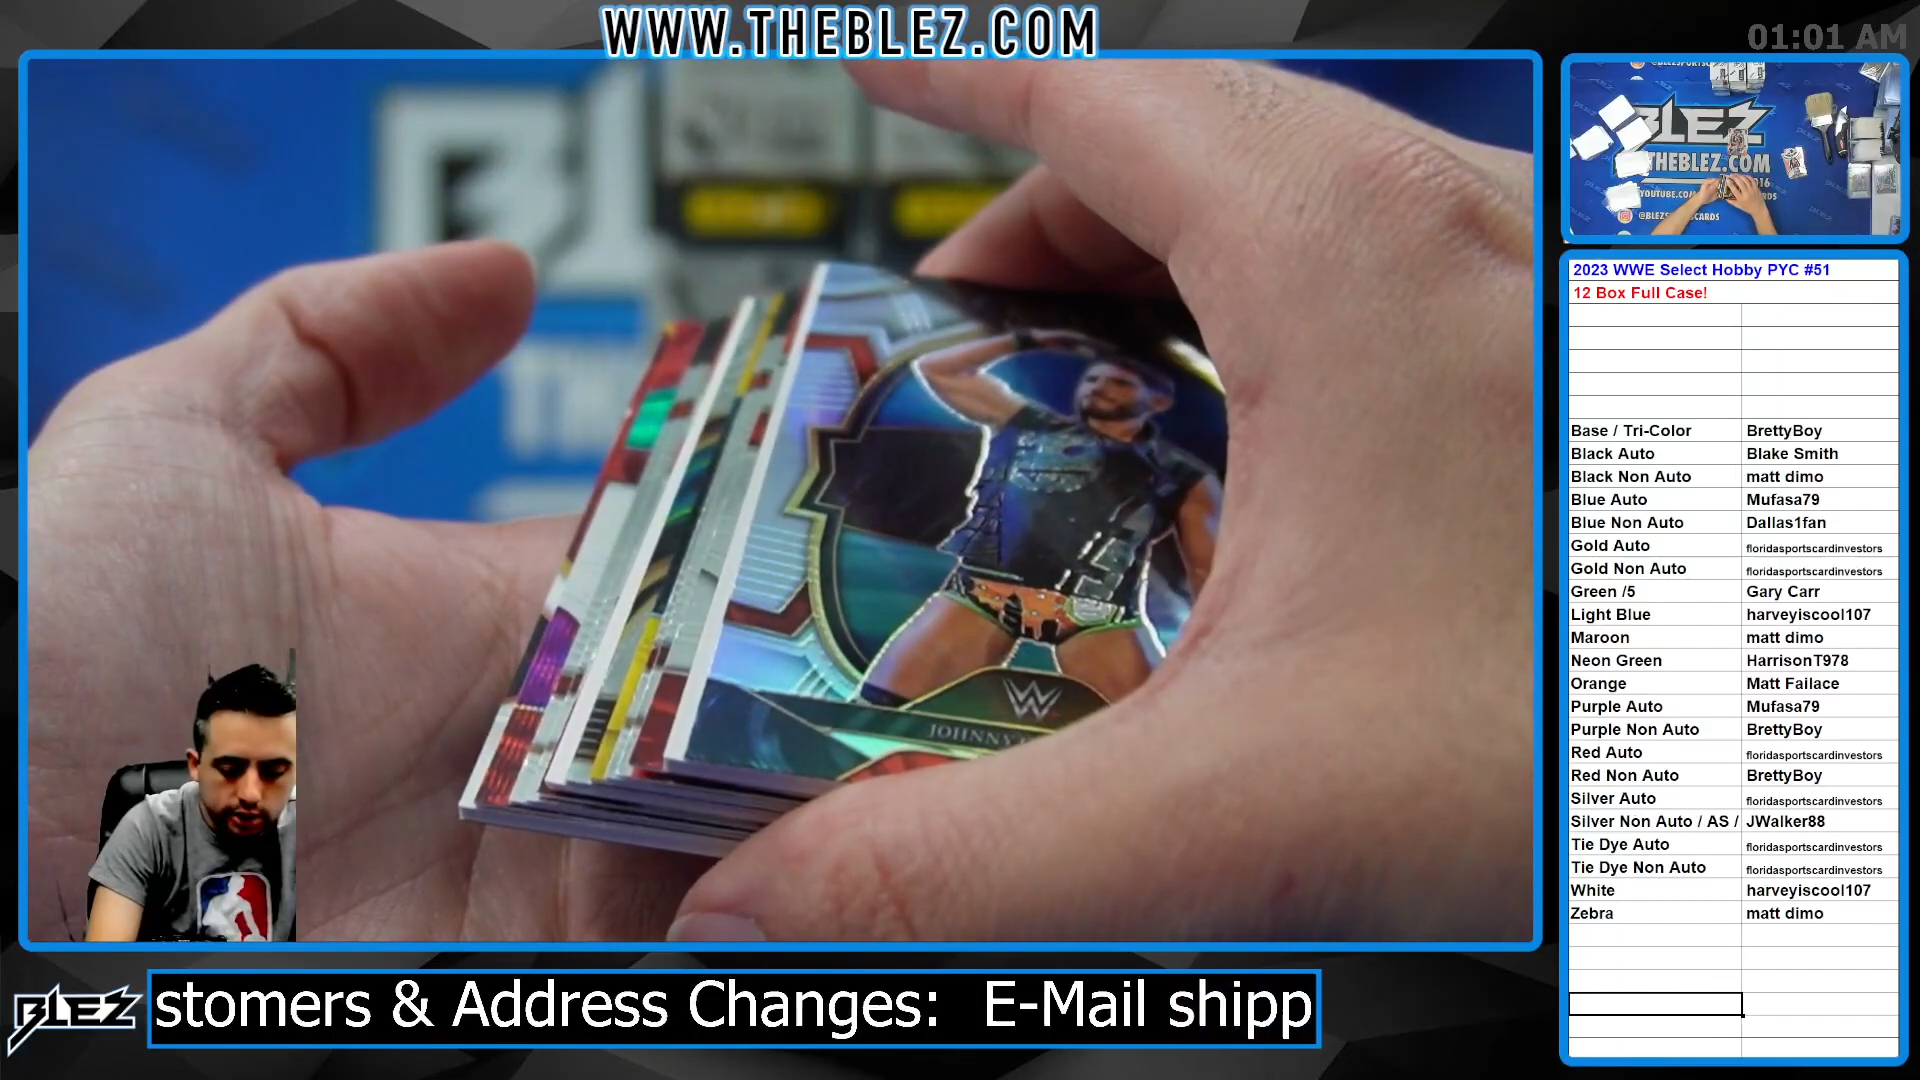 WWW.THEBLEZ.COM
01:01 AM
BLEZ
THEBLEZ.COM
2023 WWE Select Hobby PYC #51
12 Box Full Case!
Base / Tri-Color BrettyBoy
Black Auto Blake Smith
Black Non Auto matt dimo
Blue Auto Mufasa79
Blue Non Auto Dallas1fan
Gold Auto floridasportscardinvestors
Gold Non Auto floridasportscardinvestors
Green /5 Gary Carr
Light Blue harveyiscool107
Maroon matt dimo
Neon Green HarrisonT978
Orange Matt Failace
Purple Auto Mufasa79
Purple Non Auto BrettyBoy
Red Auto floridasportscardinvestors
Red Non Auto BrettyBoy
Silver Auto floridasportscardinvestors
Silver Non Auto / AS / JWalker88
Tie Dye Auto floridasportscardinvestors
Tie Dye Non Auto floridasportscardinvestors
White harveyiscool107
Zebra matt dimo
W
JOHNNY
BLEZ
stomers & Address Changes: E-Mail shipp